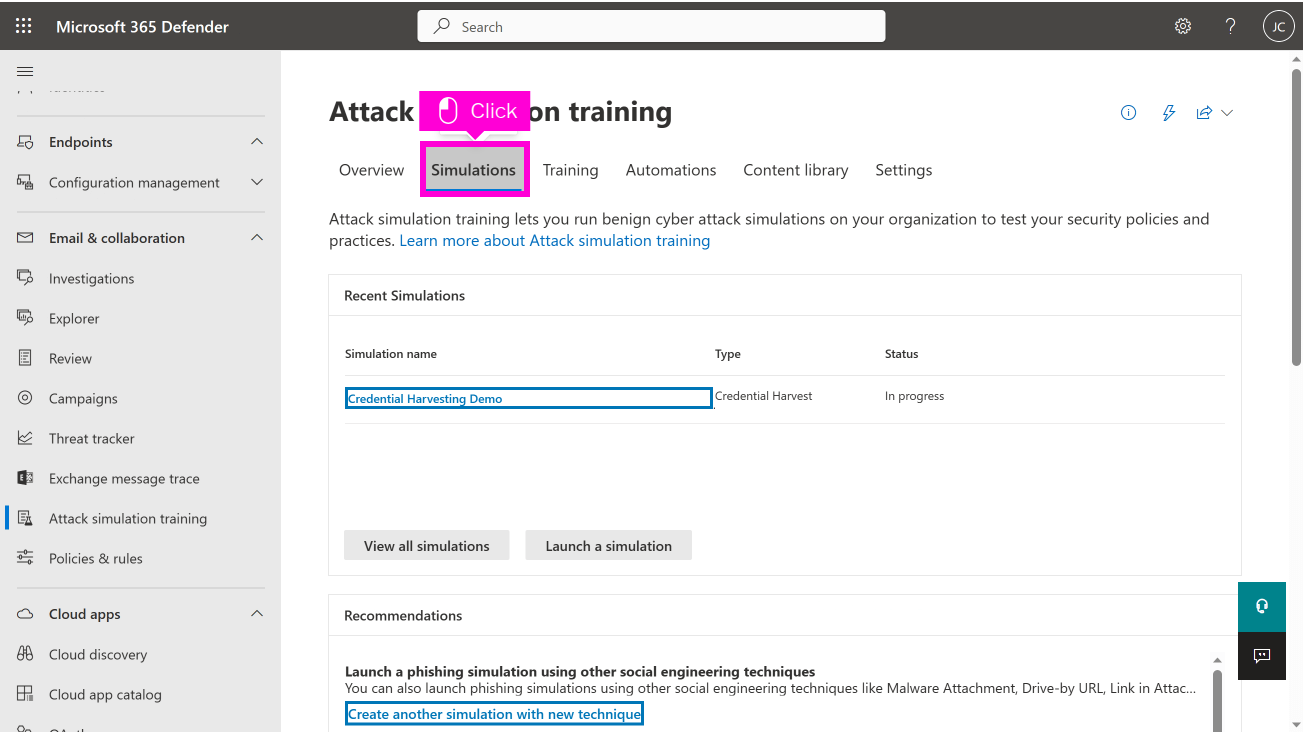 Microsoft 365 Defender
Search
JC
Endpoints
Configuration management
Email & collaboration
Investigations
Explorer
Review
Campaigns
Threat tracker
Exchange message trace
Attack simulation training
Policies & rules
Cloud apps
Cloud discovery
Cloud app catalog
Attack on training
Click
Overview
Simulations
Training
Automations
Content library
Settings
Attack simulation training lets you run benign cyber attack simulations on your organization to test your security policies and
practices. Learn more about Attack simulation training
Recent Simulations
Simulation name Type Status
Credential Harvesting Demo Credential Harvest In progress
View all simulations
Launch a simulation
Recommendations
Launch a phishing simulation using other social engineering techniques
You can also launch phishing simulations using other social engineering techniques like Malware Attachment, Drive-by URL, Link in Attac...
Create another simulation with new technique